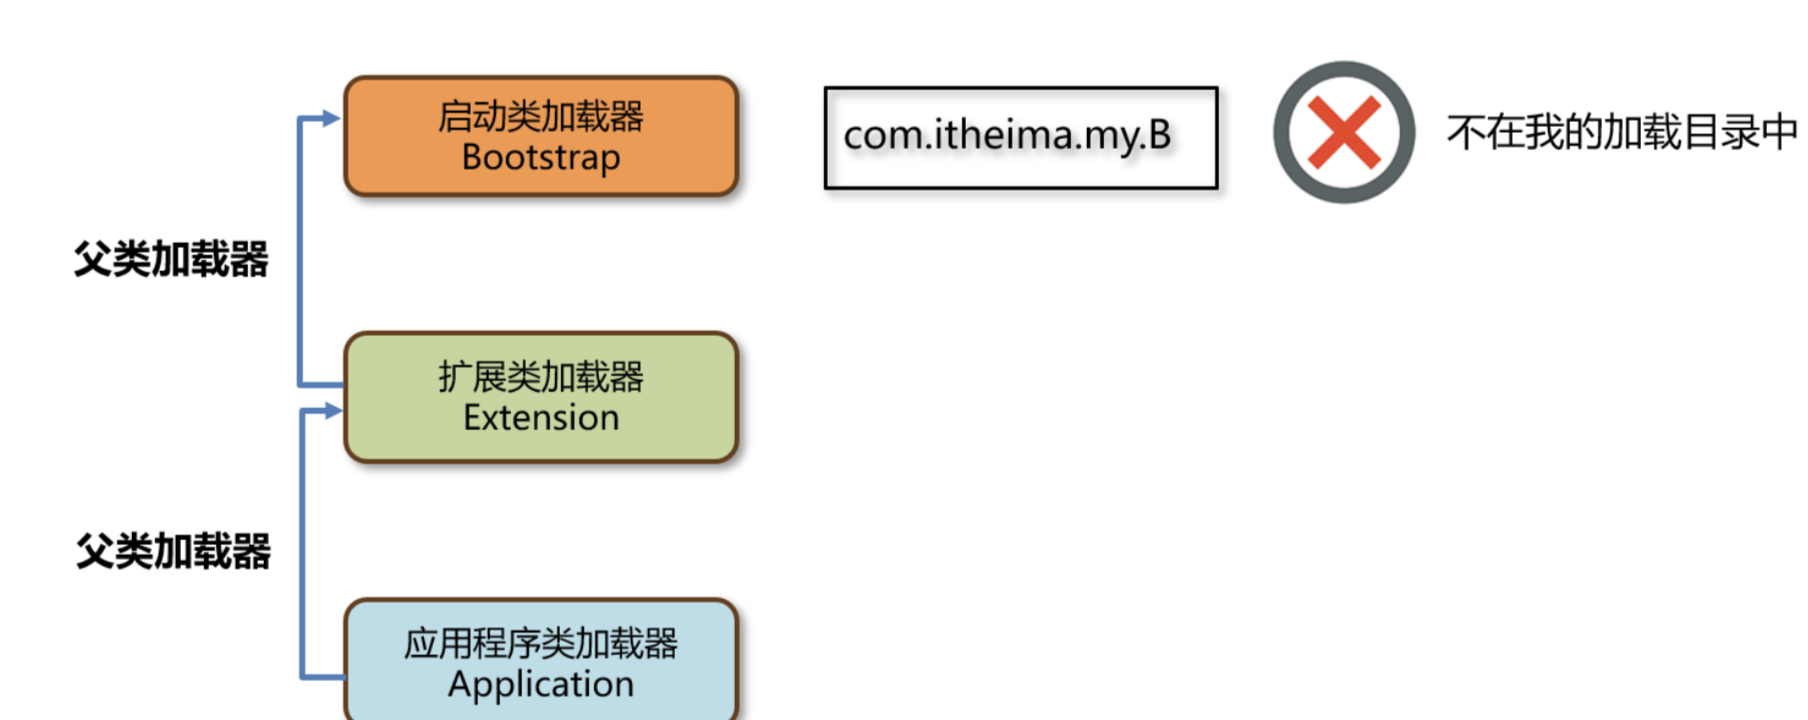 启动类加载器
Bootstrap
com.itheima.my.B
不在我的加载目录中
父类加载器
扩展类加载器
Extension
父类加载器
应用程序类加载器
Application